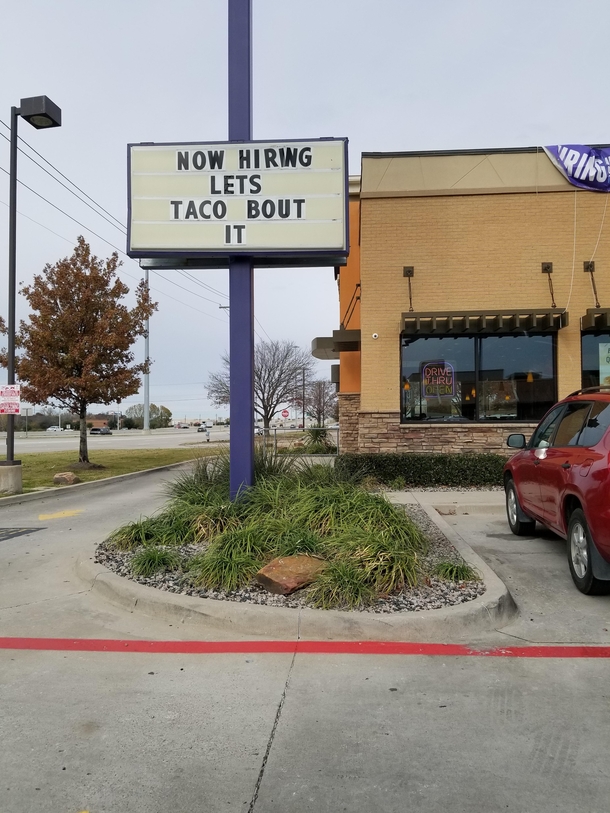 NOW HIRING
LETS
TACO BOUT
IT
DRIVE
THRU
OPEN